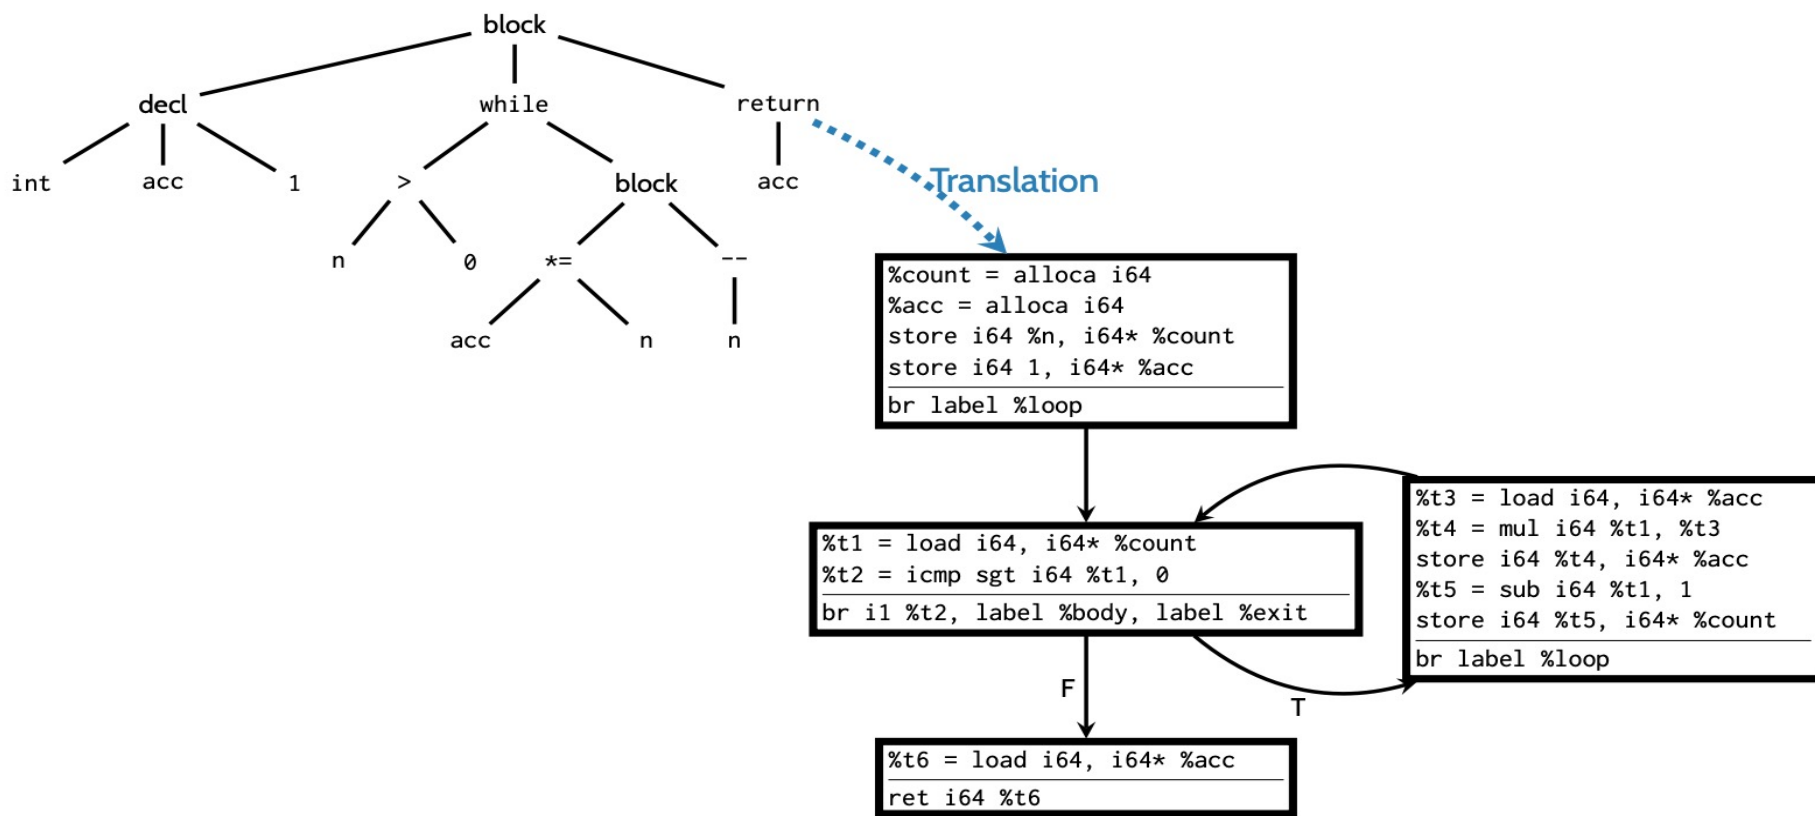 block
decl while return
int acc 1 > block acc
Translation
n 0 *= --
acc n n
%count = alloca i64
%acc = alloca i64
store i64 %n, i64* %count
store i64 1, i64* %acc
br label %loop
%t1 = load i64, i64* %count
%t2 = icmp sgt i64 %t1, 0
br i1 %t2, label %body, label %exit
%t3 = load i64, i64* %acc
%t4 = mul i64 %t1, %t3
store i64 %t4, i64* %acc
%t5 = sub i64 %t1, 1
store i64 %t5, i64* %count
br label %loop
F
T
%t6 = load i64, i64* %acc
ret i64 %t6